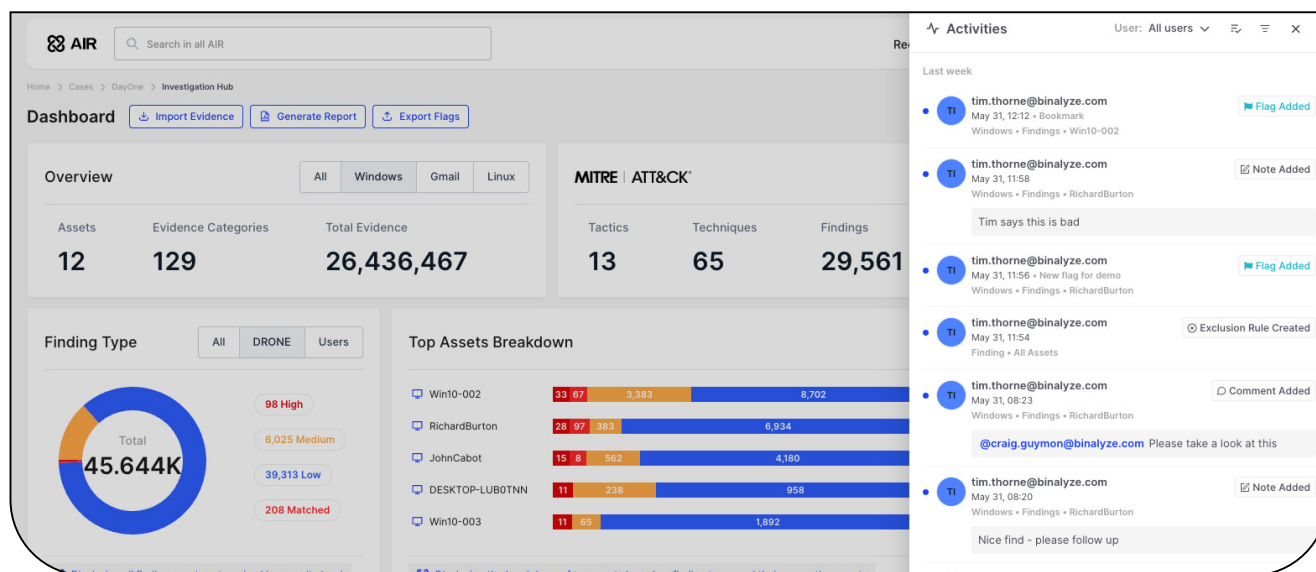 AIR
Search in all AIR
Re
Home > Cases > DayOne > Investigation Hub
Dashboard
Import Evidence
Generate Report
Export Flags
Overview
All Windows Gmail Linux
Assets Evidence Categories Total Evidence
12 129 26,436,467
MITRE | ATT&CK®
Tactics Techniques Findings
13 65 29,561
Finding Type
All DRONE Users
Total
45.644K
98 High
6,025 Medium
39,313 Low
208 Matched
Top Assets Breakdown
Win10-002 33 67 3,383 8,702
RichardBurton 28 97 383 6,934
JohnCabot 15 8 562 4,180
DESKTOP-LUB0TNN 11 238 958
Win10-003 11 65 1,892
Activities
User: All users
Last week
TI tim.thorne@binalyze.com Flag Added
May 31, 12:12 • Bookmark
Windows • Findings • Win10-002
TI tim.thorne@binalyze.com Note Added
May 31, 11:58
Windows • Findings • RichardBurton
Tim says this is bad
TI tim.thorne@binalyze.com Flag Added
May 31, 11:56 • New flag for demo
Windows • Findings • RichardBurton
TI tim.thorne@binalyze.com Exclusion Rule Created
May 31, 11:54
Finding • All Assets
TI tim.thorne@binalyze.com Comment Added
May 31, 08:23
Windows • Findings • RichardBurton
@craig.guymon@binalyze.com Please take a look at this
TI tim.thorne@binalyze.com Note Added
May 31, 08:20
Windows • Findings • RichardBurton
Nice find - please follow up